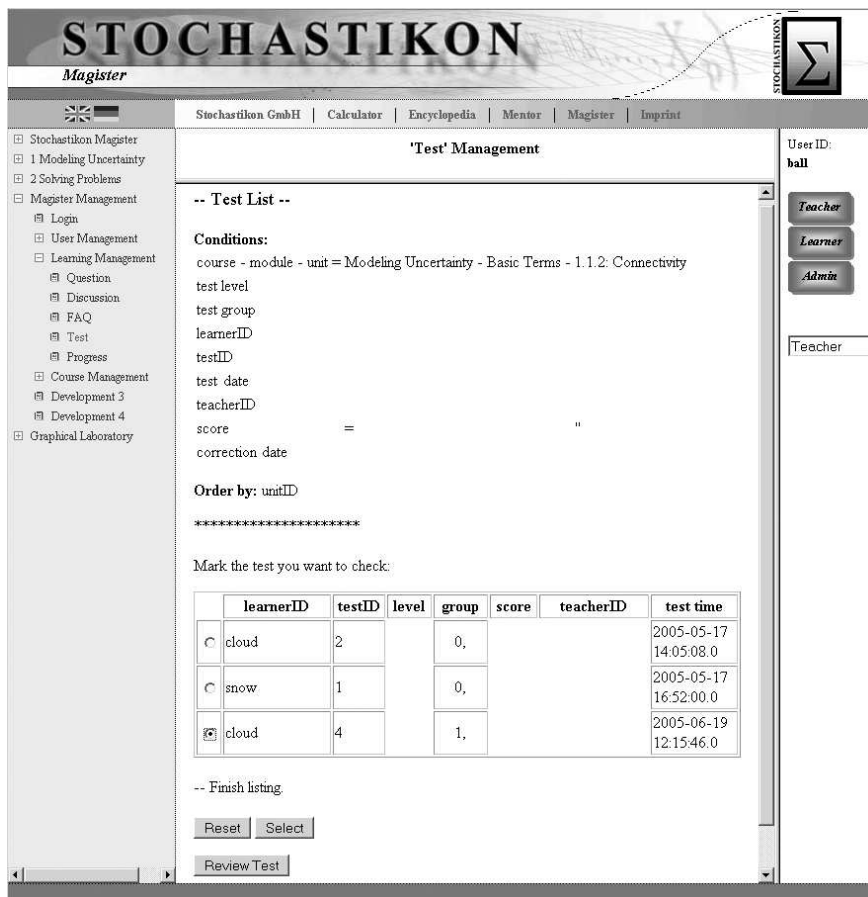 STOCHASTIKON
Magister
STOCHASTIKON
Σ
Stochastikon GmbH | Calculator | Encyclopedia | Mentor | Magister | Imprint
Stochastikon Magister
1 Modeling Uncertainty
2 Solving Problems
Magister Management
Login
User Management
Learning Management
Question
Discussion
FAQ
Test
Progress
Course Management
Development 3
Development 4
Graphical Laboratory
'Test' Management
-- Test List --
Conditions:
course - module - unit = Modeling Uncertainty - Basic Terms - 1.1.2: Connectivity
test level
test group
learnerID
testID
test date
teacherID
score = "
correction date
Order by: unitID
*********************
Mark the test you want to check:
learnerID testID level group score teacherID test time
cloud 2 0, 2005-05-17
14:05:08.0
snow 1 0, 2005-05-17
16:52:00.0
cloud 4 1, 2005-06-19
12:15:46.0
-- Finish listing.
Reset Select
Review Test
User ID:
ball
Teacher
Learner
Admin
Teacher